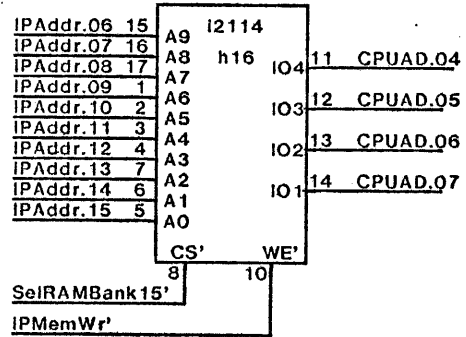 i2114
h16
IPAddr.06 15 A9
IPAddr.07 16 A8
IPAddr.08 17 A7
IPAddr.09 1 A6
IPAddr.10 2 A5
IPAddr.11 3 A4
IPAddr.12 4 A3
IPAddr.13 7 A2
IPAddr.14 6 A1
IPAddr.15 5 A0
IO4 11 CPUAD.04
IO3 12 CPUAD.05
IO2 13 CPUAD.06
IO1 14 CPUAD.07
CS' WE'
8 10
SelRAMBank15'
IPMemWr'